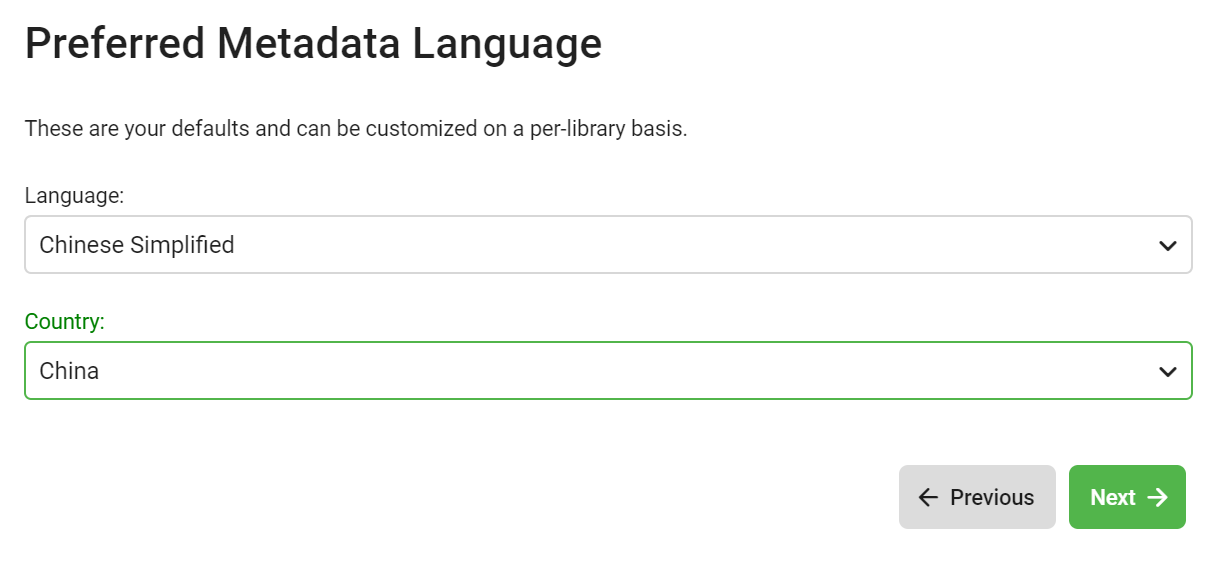 Preferred Metadata Language
These are your defaults and can be customized on a per-library basis.
Language:
Chinese Simplified
Country:
China
Previous
Next